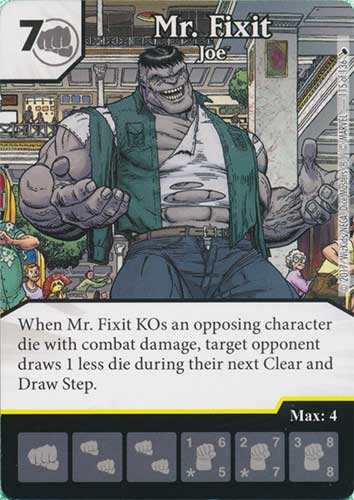 7
Mr. Fixit
Joe
When Mr. Fixit KOs an opposing character
die with combat damage, target opponent
draws 1 less die during their next Clear and
Draw Step.
Max: 4
1 6 * 5
2 7 * 7
3 8 8